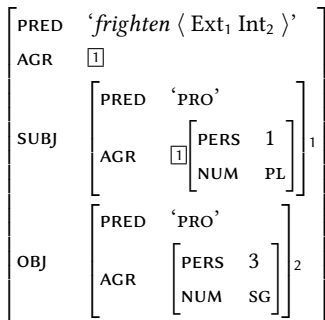 PRED ‘frighten ⟨ Ext₁ Int₂ ⟩’
AGR 1
PRED ‘PRO’
SUBJ AGR 1 PERS 1 1
NUM PL
PRED ‘PRO’
OBJ AGR PERS 3 2
NUM SG